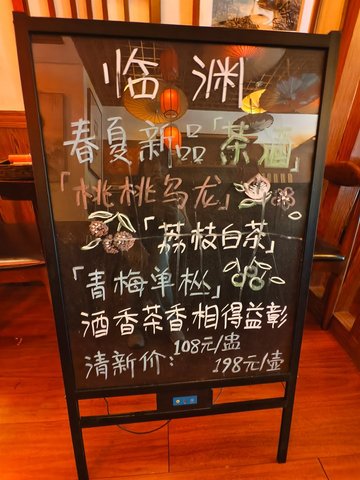 临渊
春夏新品「茶酒」
「桃桃乌龙」
「荔枝白茶」
「青梅单枞」
酒香茶香,相得益彰
清新价: 108元/盅
198元/壶